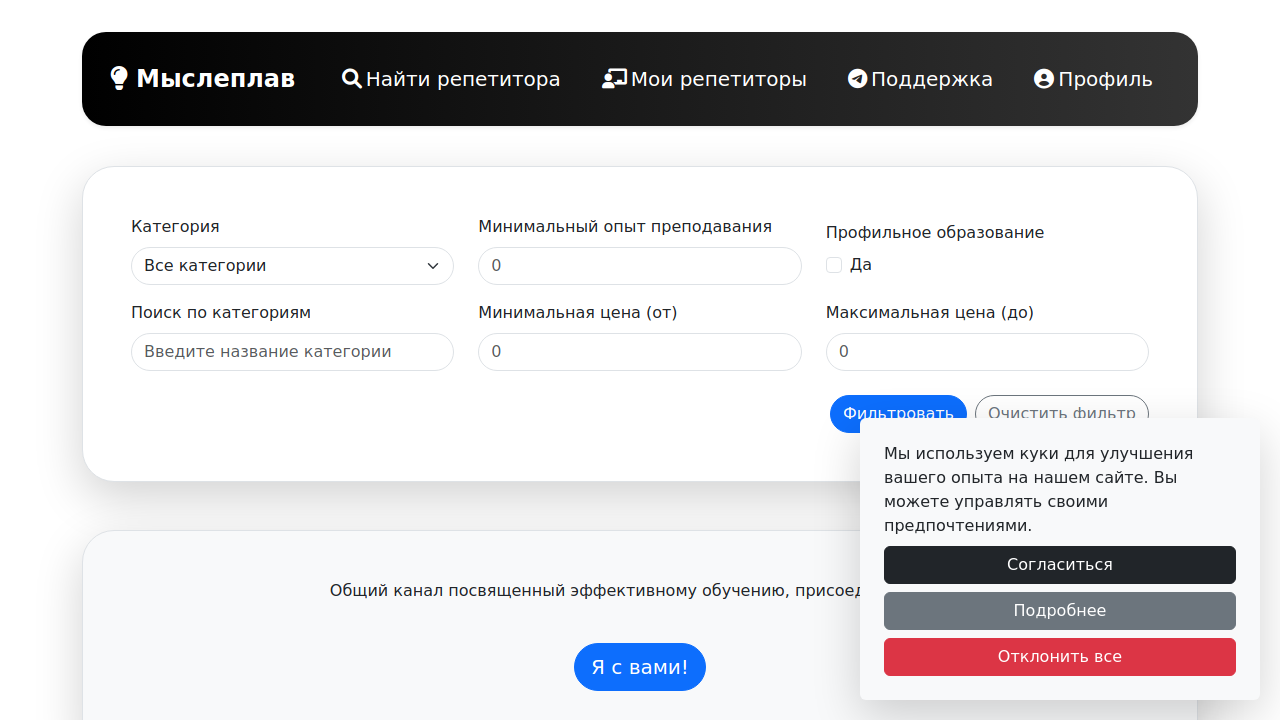 Мыслеплав
Найти репетитора
Мои репетиторы
Поддержка
Профиль
Категория
Все категории
Минимальный опыт преподавания
0
Профильное образование
Да
Поиск по категориям
Введите название категории
Минимальная цена (от)
0
Максимальная цена (до)
0
Фильтровать
Очистить фильтр
Общий канал посвященный эффективному обучению,
Я с вами!
Мы используем куки для улучшения
вашего опыта на нашем сайте. Вы
можете управлять своими
предпочтениями.
Согласиться
Подробнее
Отклонить все